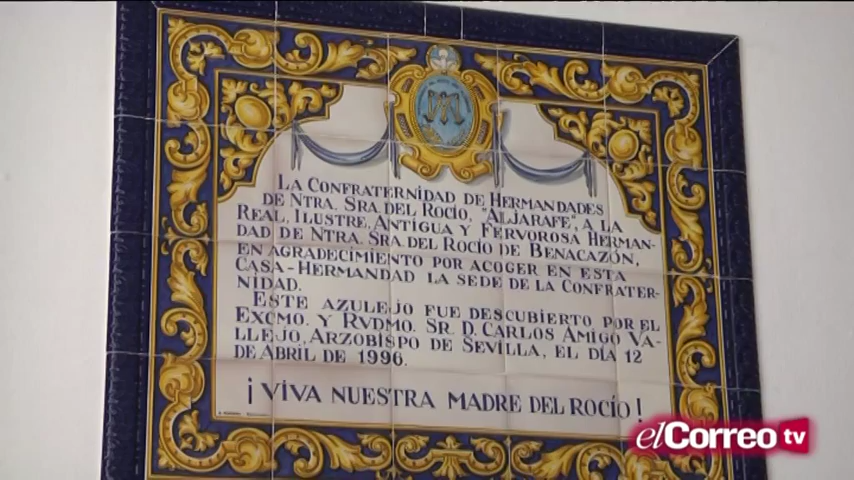 LA CONFRATERNIDAD DE HERMANDADES
DE NTRA. SRA. DEL ROCÍO, "ALJARAFE", A LA
REAL, ILUSTRE, ANTIGUA Y FERVOROSA HERMAN-
DAD DE NTRA. SRA. DEL ROCÍO DE BENACAZÓN,
EN AGRADECIMIENTO POR ACOGER EN ESTA
CASA-HERMANDAD LA SEDE DE LA CONFRATER-
NIDAD.
ESTE AZULEJO FUE DESCUBIERTO POR EL
EXCMO. Y RVDMO. SR. D. CARLOS AMIGO VA-
LLEJO, ARZOBISPO DE SEVILLA, EL DÍA 12
DE ABRIL DE 1996.
¡VIVA NUESTRA MADRE DEL ROCÍO!
elCorreo tv